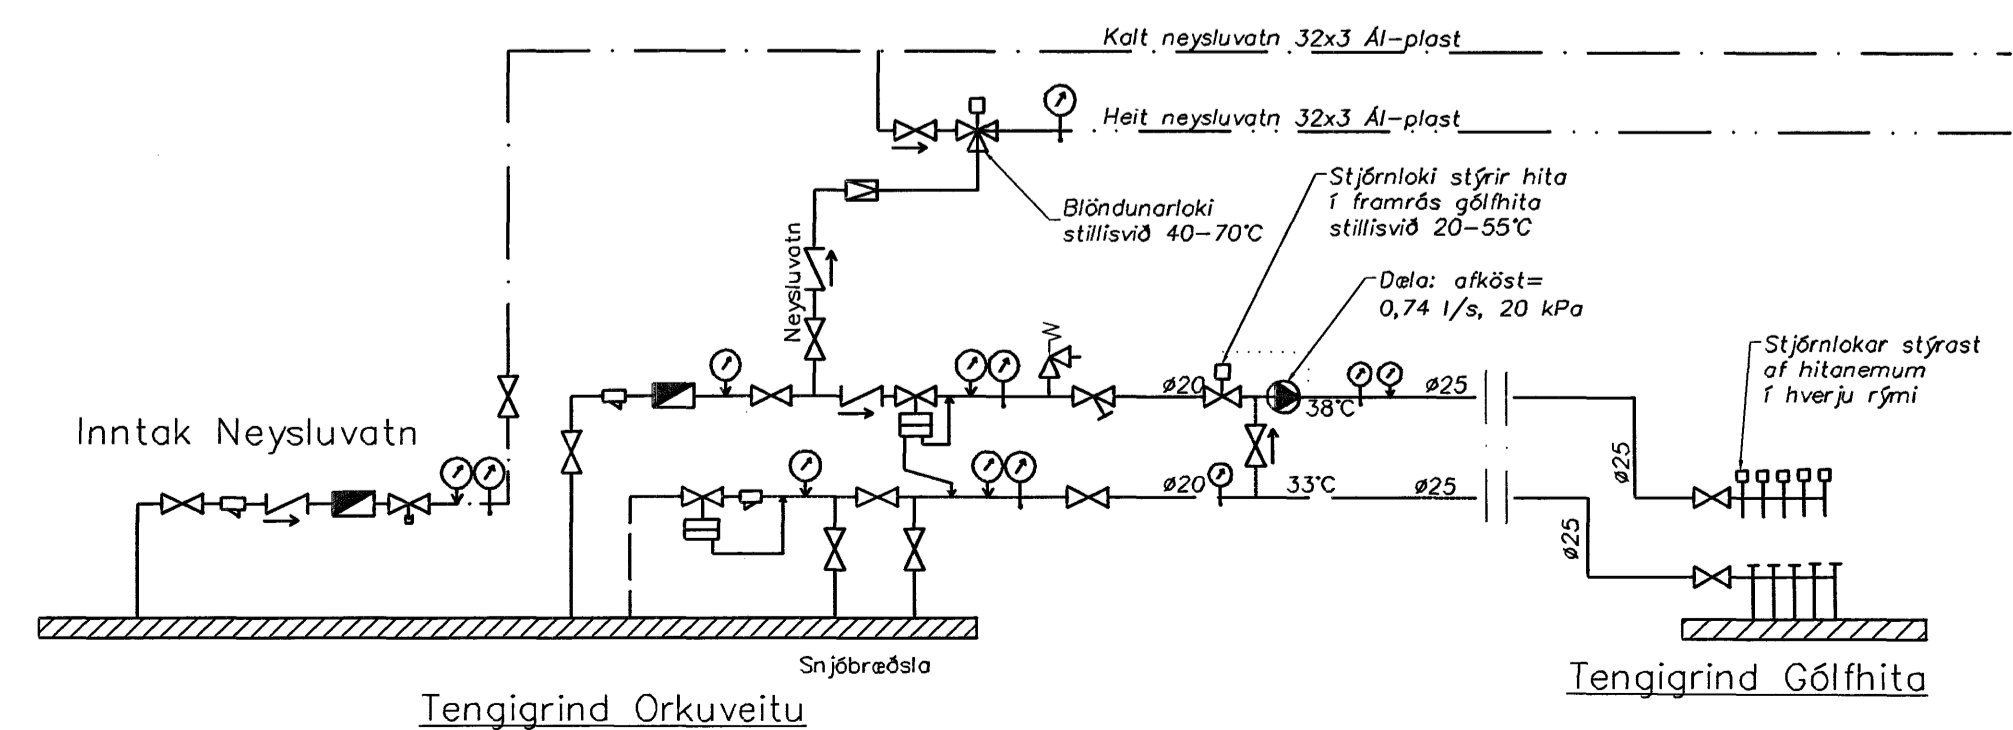 Kalt neysluvatn 32x3 Ál-plast
Heit neysluvatn 32x3 Ál-plast
Stjórnloki stýrir hita
í framrás gólfhita
stillisvið 20-55°C
Blöndunarloki
stillisvið 40-70°C
Neysluvatn
Dæla: afköst=
0,74 l/s, 20 kPa
Stjórnlokar stýrast
af hitanemum
í hverju rými
ø20
38°C
ø25
Inntak Neysluvatn
ø25
ø20
33°C
ø25
ø25
Snjóbræðsla
Tengigrind Orkuveitu
Tengigrind Gólfhita